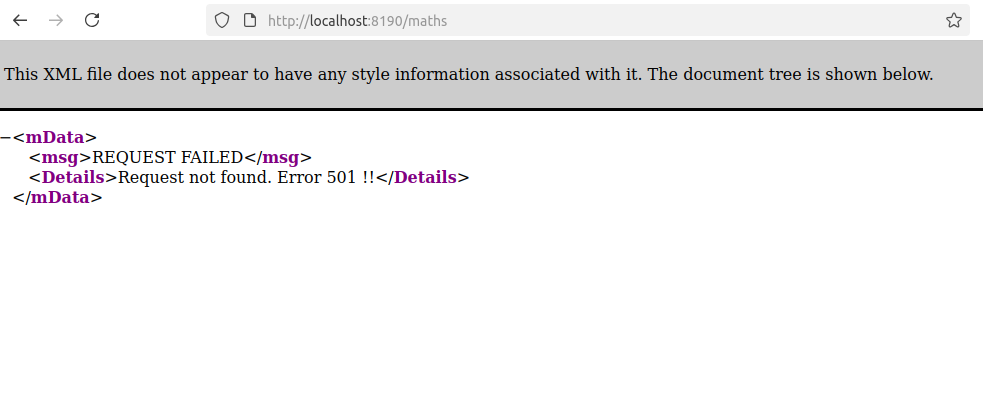 http://localhost:8190/maths
This XML file does not appear to have any style information associated with it. The document tree is shown below.
−<mData>
<msg>REQUEST FAILED</msg>
<Details>Request not found. Error 501 !!</Details>
</mData>